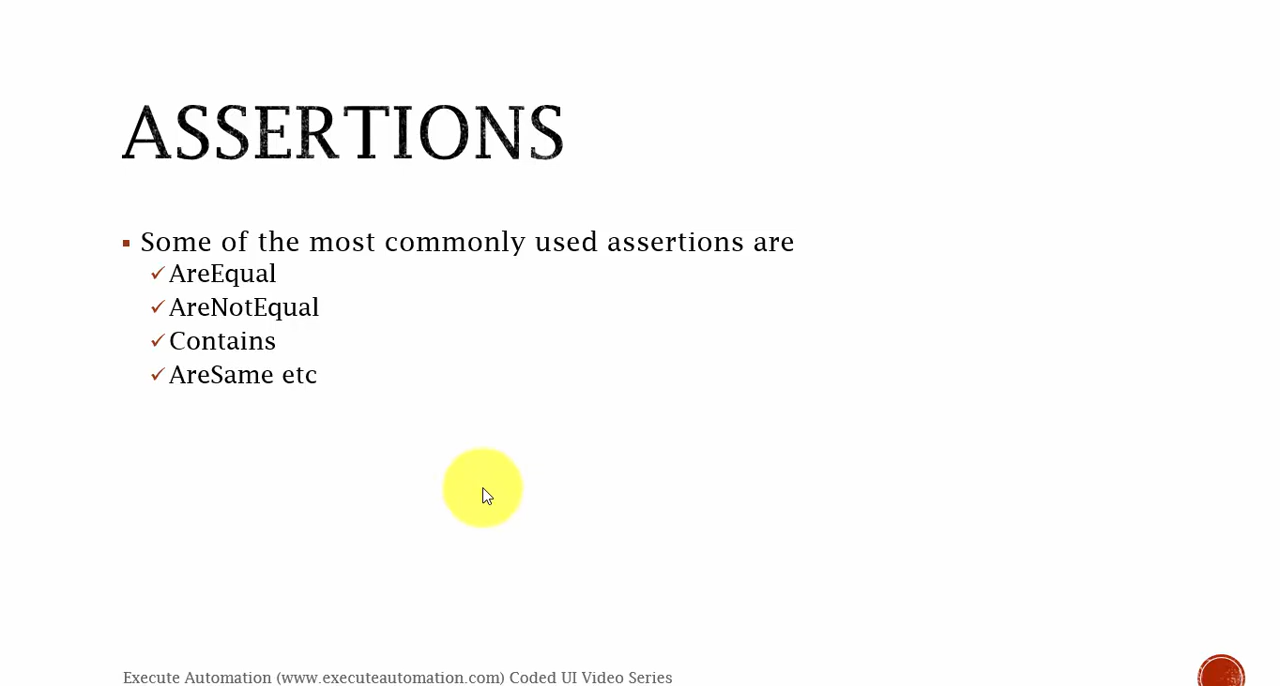 ASSERTIONS
Some of the most commonly used assertions are
AreEqual
AreNotEqual
Contains
AreSame etc
Execute Automation (www.executeautomation.com) Coded UI Video Series